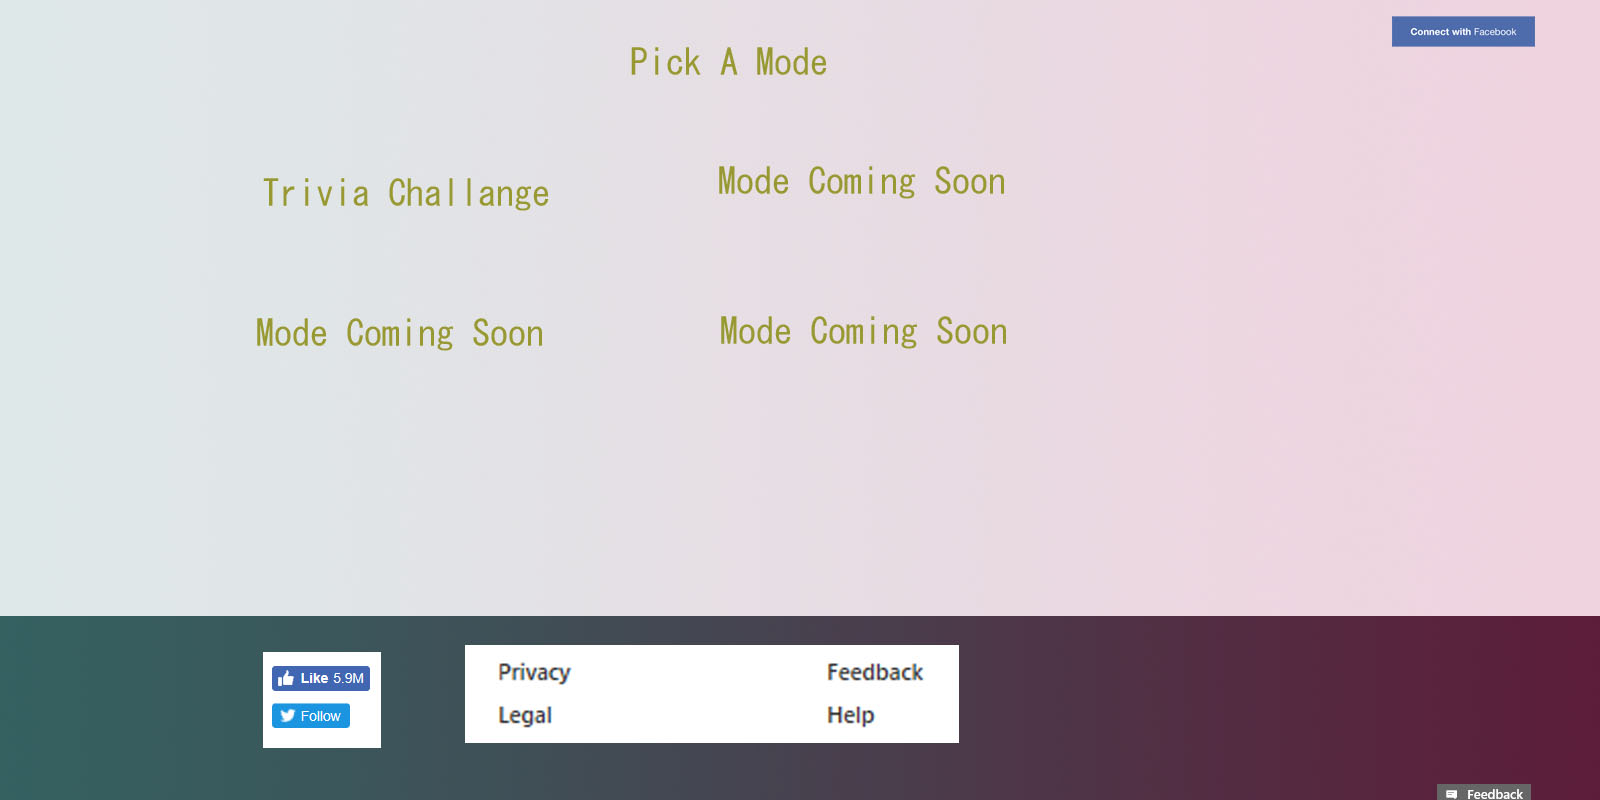 Connect with Facebook
Pick A Mode
Trivia Challange
Mode Coming Soon
Mode Coming Soon
Mode Coming Soon
Like 5.9M
Follow
Privacy
Feedback
Legal
Help
Feedback